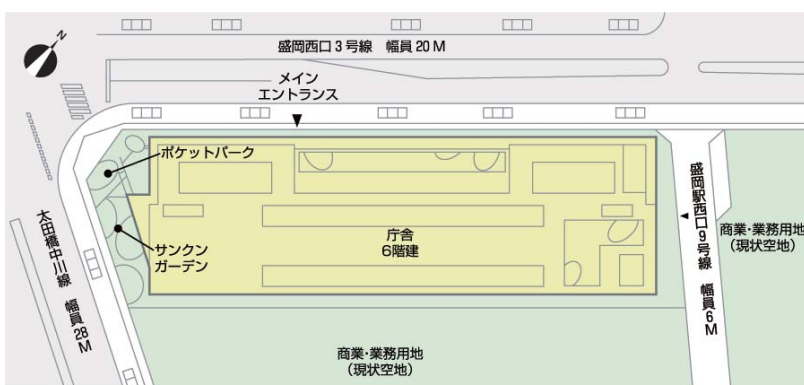 N
盛岡西口3号線 幅員20M
メイン
エントランス
ポケットパーク
サンクン
ガーデン
庁舎
6階建
太田橋中川線 幅員28M
盛岡駅西口9号線 幅員6M
商業・業務用地
(現状空地)
商業・業務用地
(現状空地)